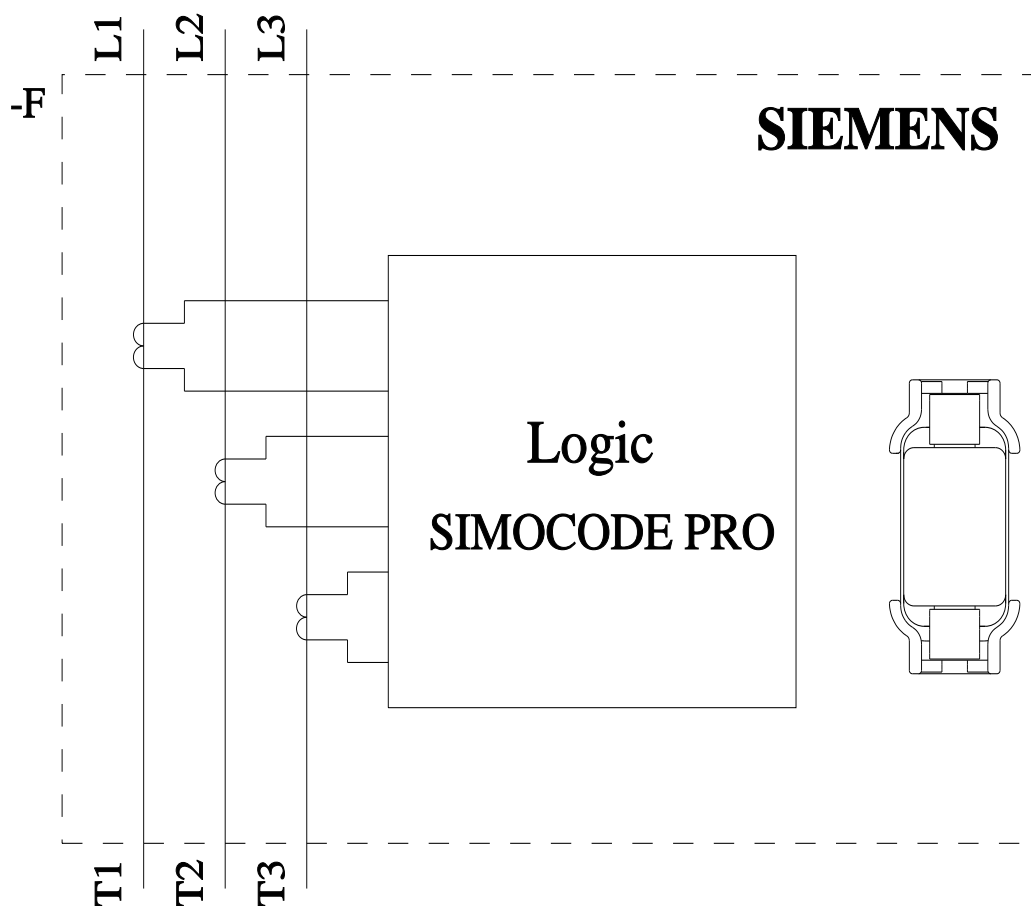 L1 L2 L3
-F
SIEMENS
Logic
SIMOCODE PRO
T1 T2 T3